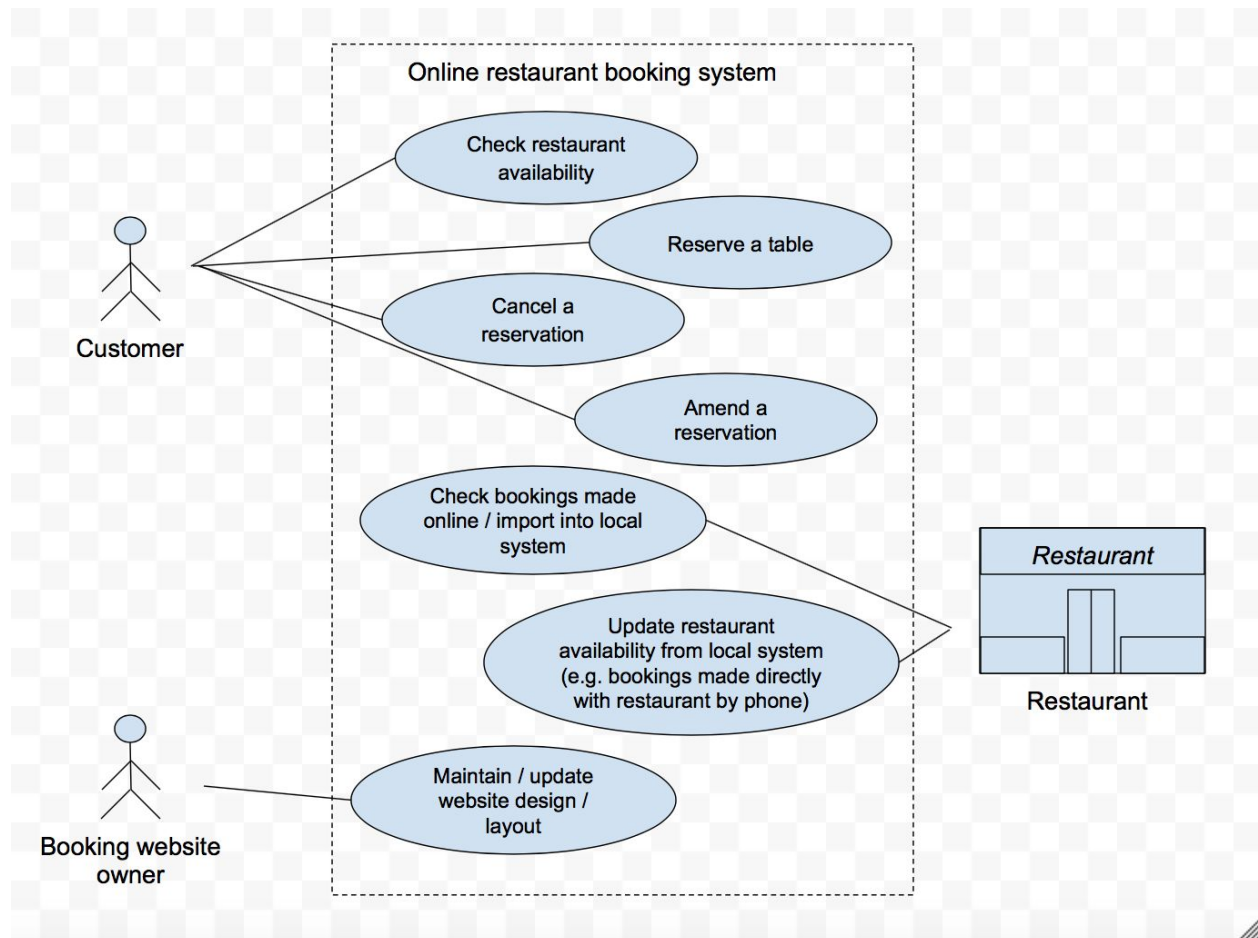 Online restaurant booking system
Check restaurant
availability
Reserve a table
Cancel a
reservation
Customer
Amend a
reservation
Check bookings made
online / import into local
system
Restaurant
Update restaurant
availability from local system
(e.g. bookings made directly
with restaurant by phone)
Restaurant
Maintain / update
website design /
layout
Booking website
owner